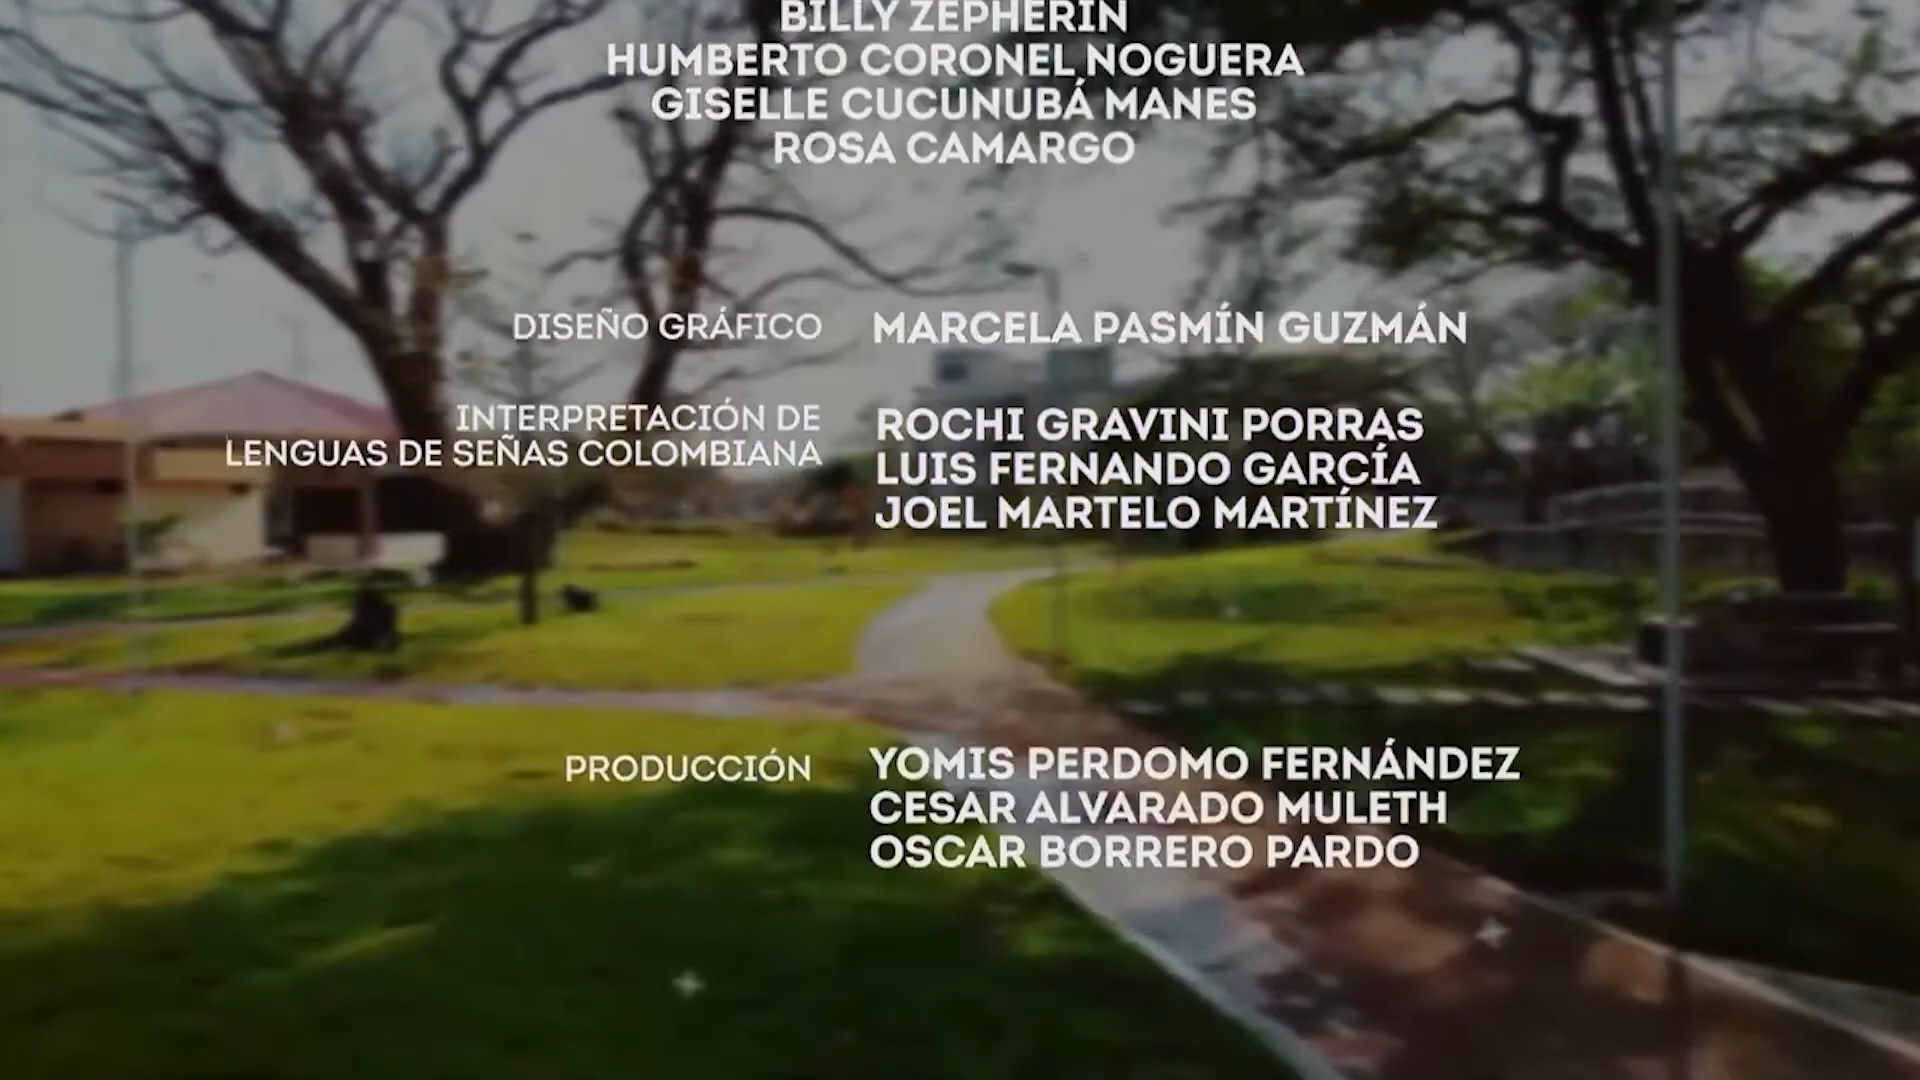 BILLY ZEPHERIN
HUMBERTO CORONEL NOGUERA
GISELLE CUCUNUBÁ MANES
ROSA CAMARGO
DISEÑO GRÁFICO
MARCELA PASMÍN GUZMÁN
INTERPRETACIÓN DE
LENGUAS DE SEÑAS COLOMBIANA
ROCHI GRAVINI PORRAS
LUIS FERNANDO GARCÍA
JOEL MARTELO MARTÍNEZ
PRODUCCIÓN
YOMIS PERDOMO FERNÁNDEZ
CESAR ALVARADO MULETH
OSCAR BORRERO PARDO